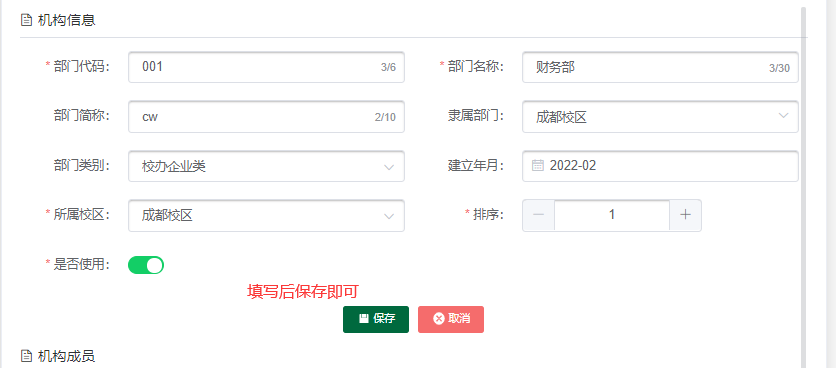 机构信息
* 部门代码: 001 3/6 * 部门名称: 财务部 3/30
部门简称: cw 2/10 隶属部门: 成都校区
部门类别: 校办企业类 建立年月: 2022-02
* 所属校区: 成都校区 * 排序: 1
* 是否使用:
填写后保存即可
保存 取消
机构成员